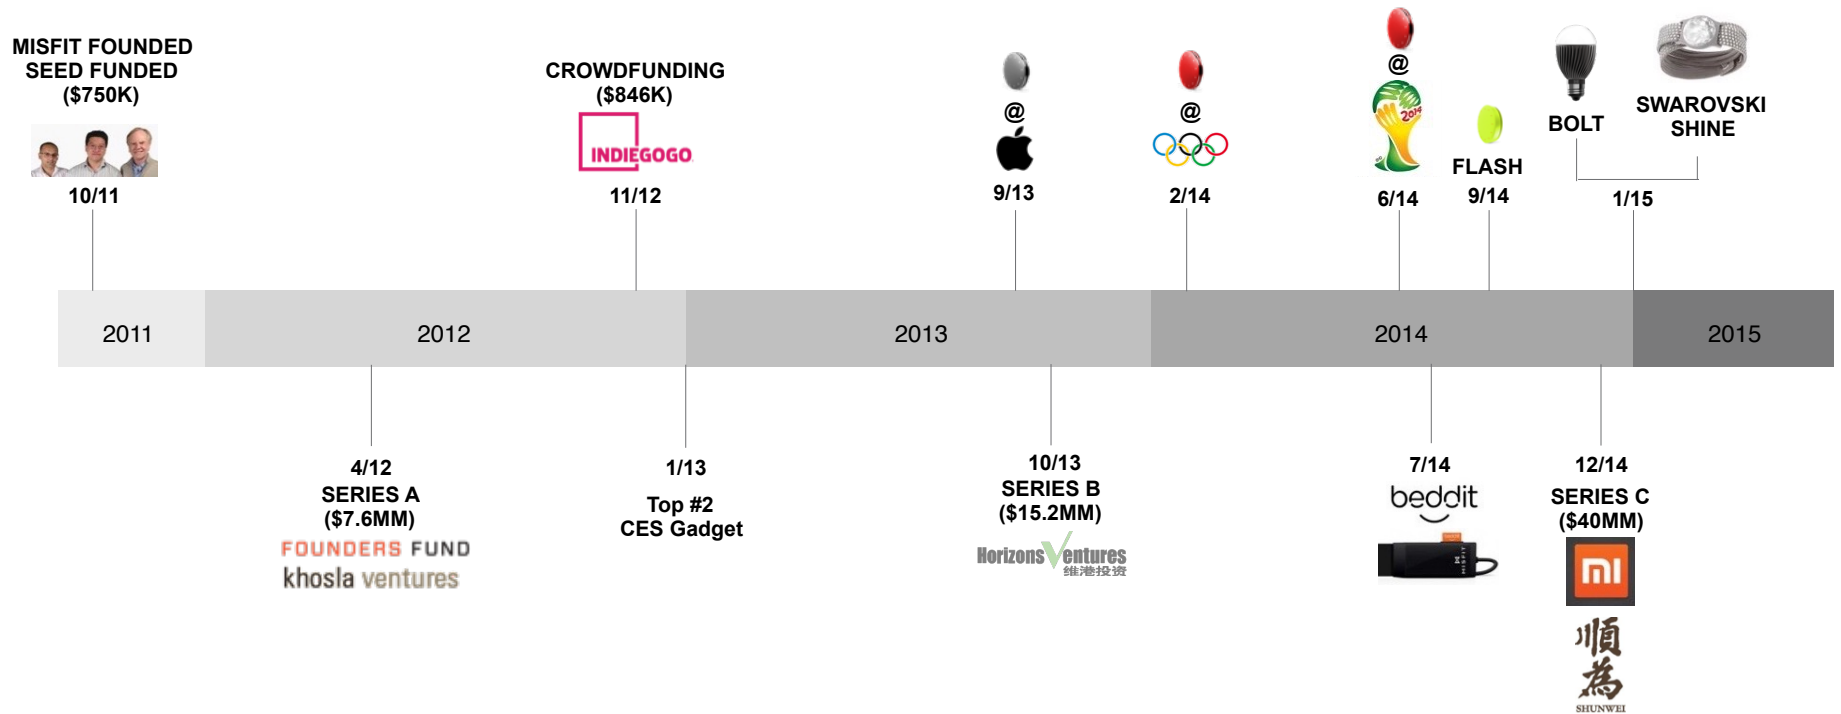 MISFIT FOUNDED
SEED FUNDED
($750K)
10/11
CROWDFUNDING
($846K)
INDIEGOGO
11/12
@
9/13
@
2/14
@
2014
6/14
FLASH
9/14
BOLT
SWAROVSKI
SHINE
1/15
2011
2012
2013
2014
2015
4/12
SERIES A
($7.6MM)
FOUNDERS FUND
khosla ventures
1/13
Top #2
CES Gadget
10/13
SERIES B
($15.2MM)
Horizons Ventures
维港投资
7/14
beddit
MISFIT
12/14
SERIES C
($40MM)
MI
順為
SHUNWEI